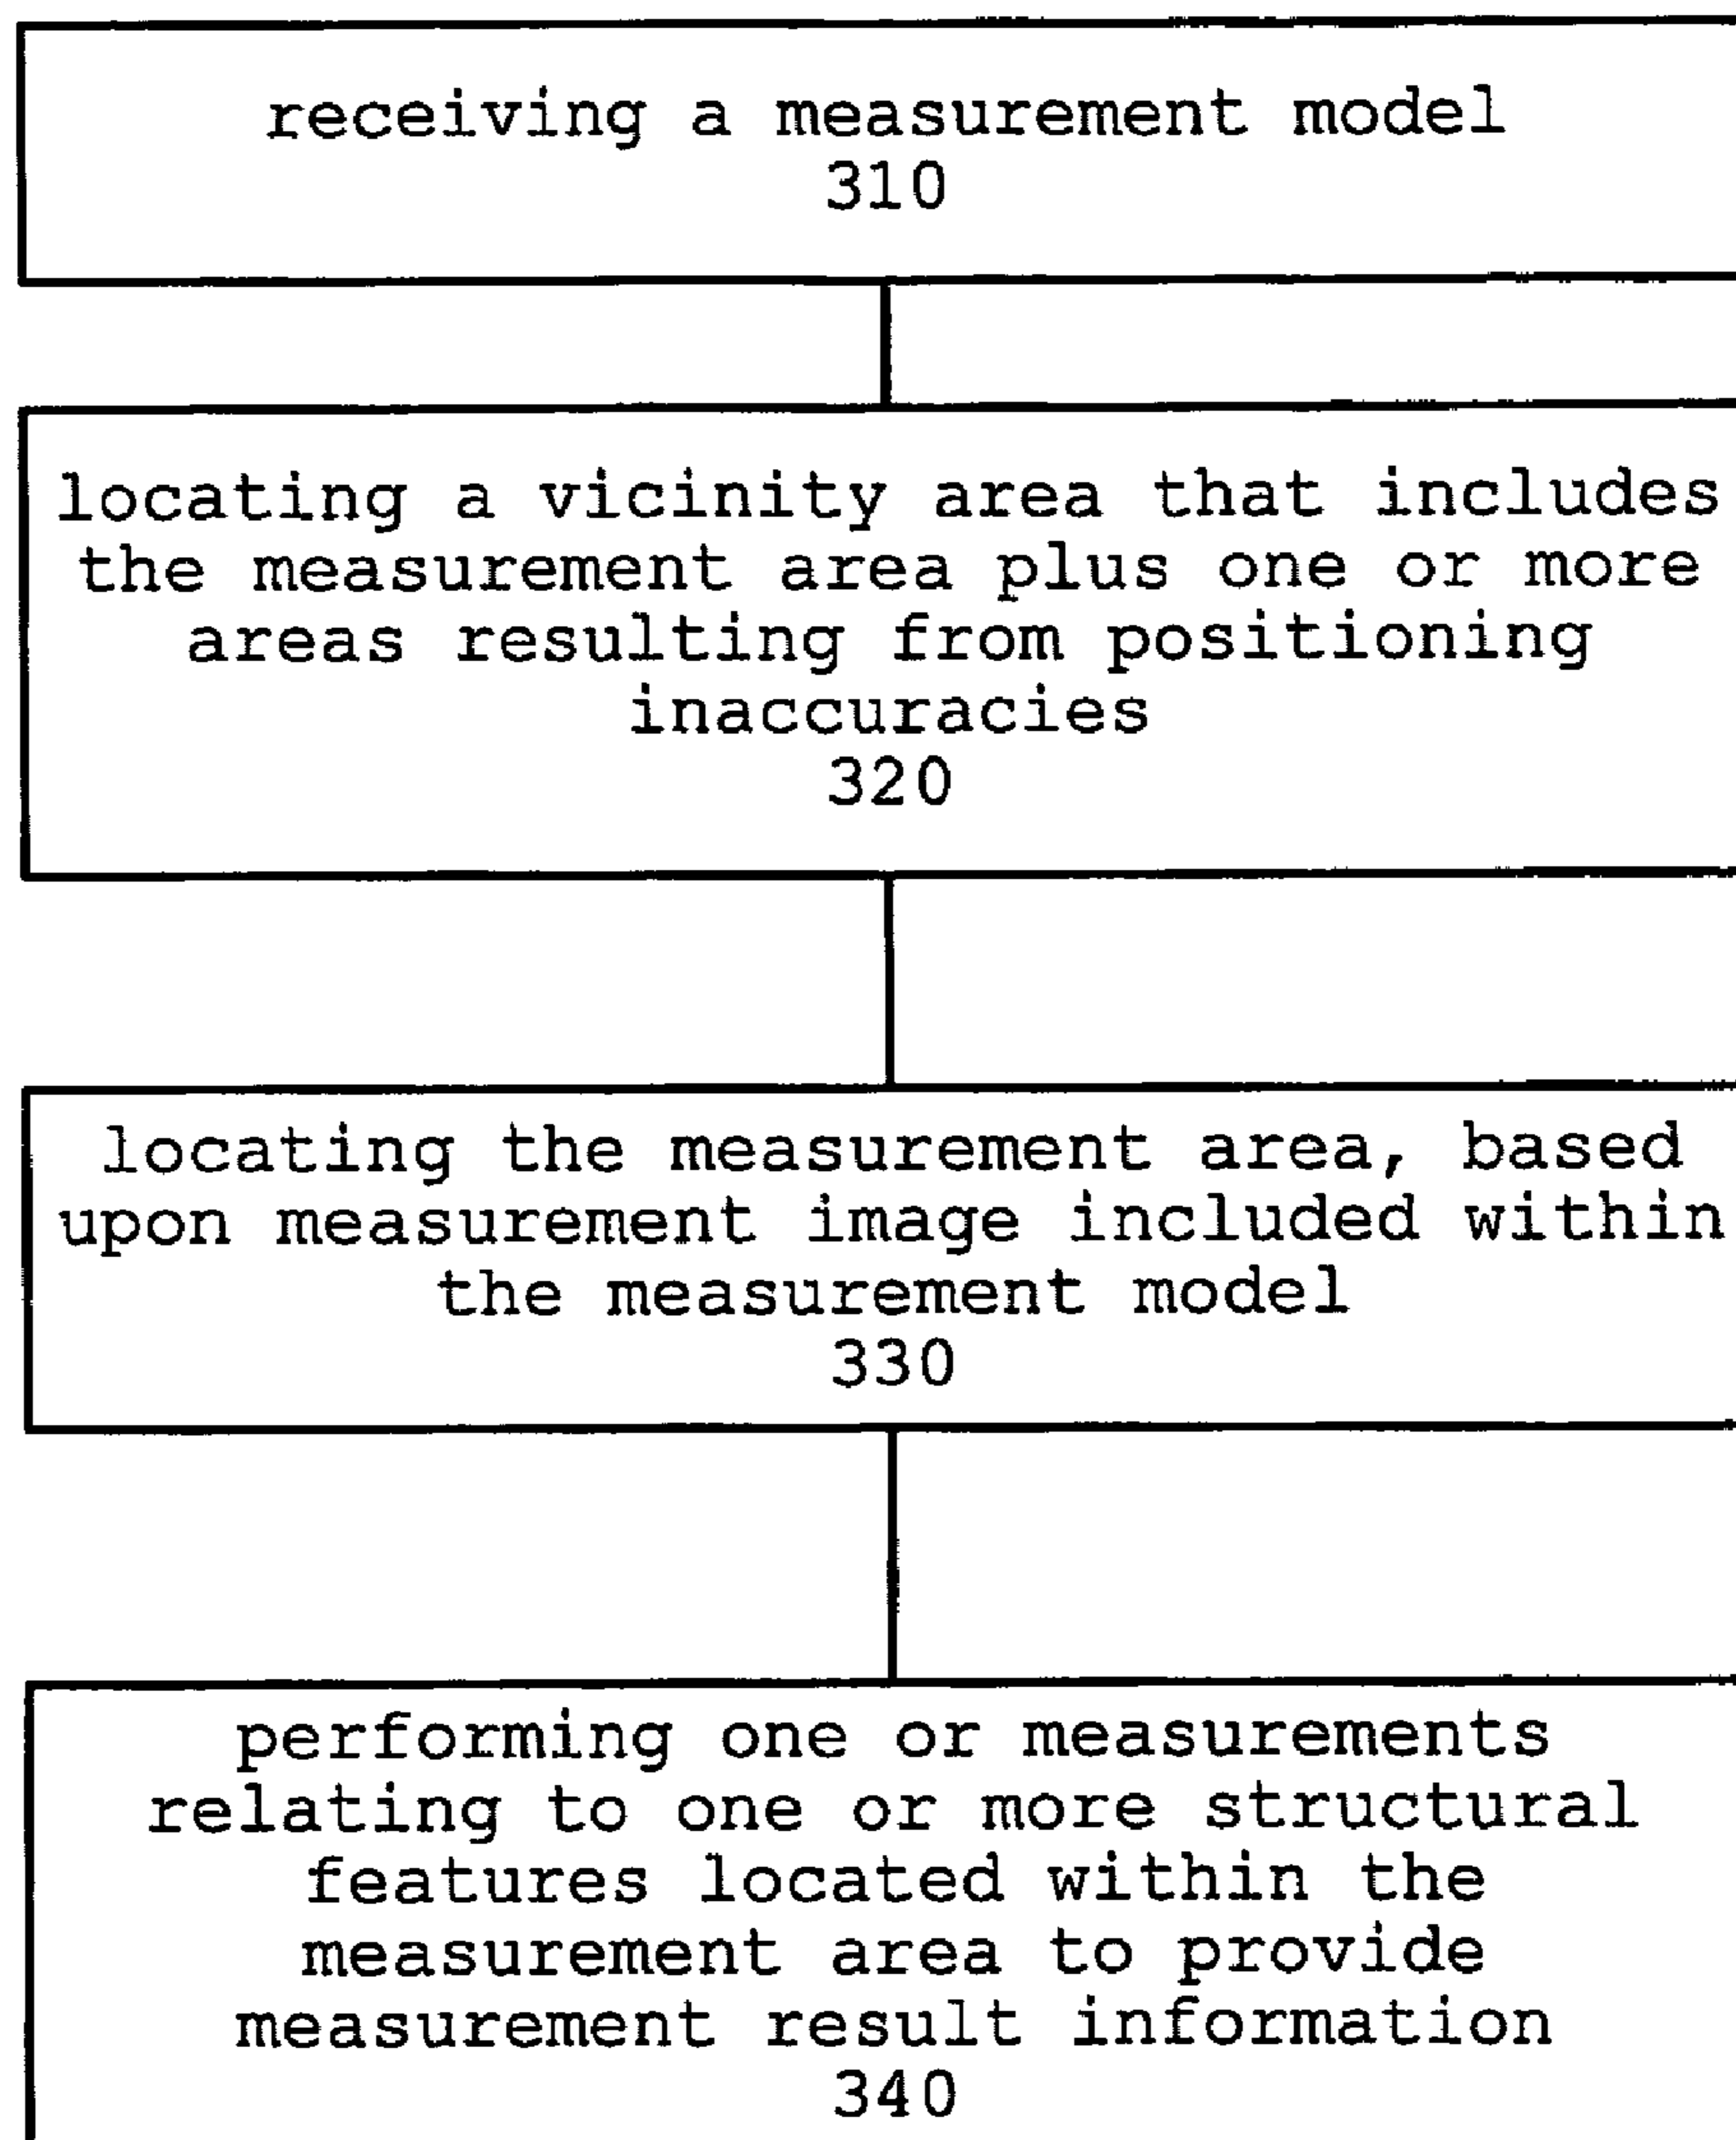 receiving a measurement model
310
locating a vicinity area that includes
the measurement area plus one or more
areas resulting from positioning
inaccuracies
320
locating the measurement area, based
upon measurement image included within
the measurement model
330
performing one or measurements
relating to one or more structural
features located within the
measurement area to provide
measurement result information
340